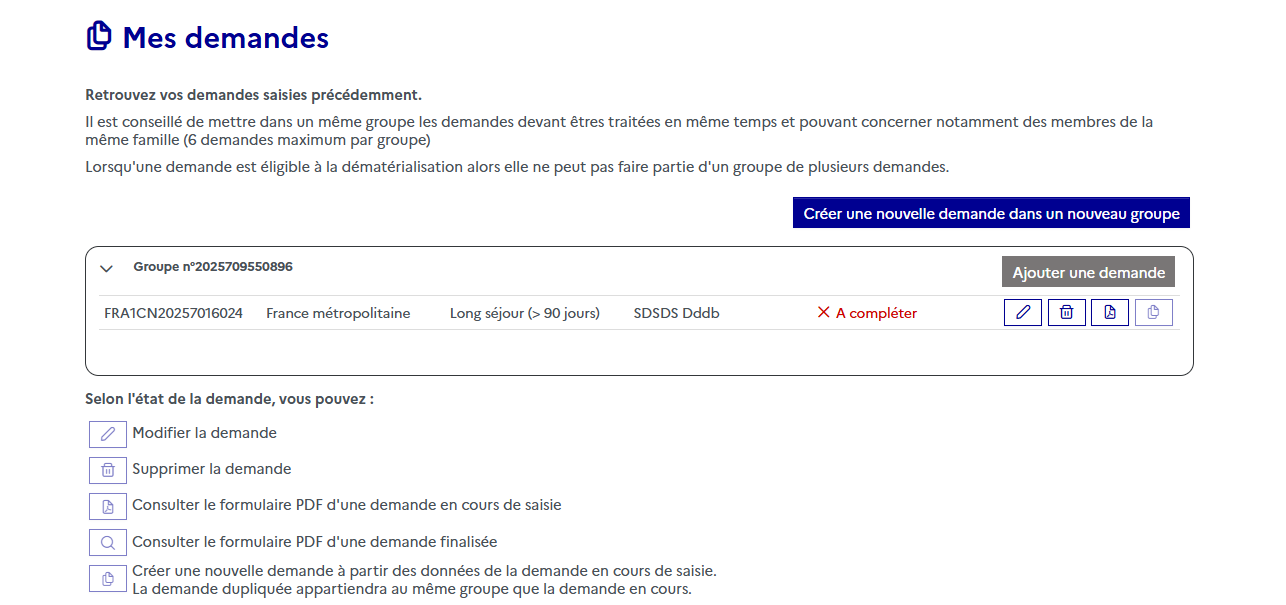 Mes demandes
Retrouvez vos demandes saisies précédemment.
Il est conseillé de mettre dans un même groupe les demandes devant êtres traitées en même temps et pouvant concerner notamment des membres de la
même famille (6 demandes maximum par groupe)
Lorsqu'une demande est éligible à la dématérialisation alors elle ne peut pas faire partie d'un groupe de plusieurs demandes.
Créer une nouvelle demande dans un nouveau groupe
Groupe n°2025709550896
Ajouter une demande
FRA1CN20257016024 France métropolitaine Long séjour (> 90 jours) SDSDS Dddb A compléter
Selon l'état de la demande, vous pouvez :
Modifier la demande
Supprimer la demande
Consulter le formulaire PDF d'une demande en cours de saisie
Consulter le formulaire PDF d'une demande finalisée
Créer une nouvelle demande à partir des données de la demande en cours de saisie.
La demande dupliquée appartiendra au même groupe que la demande en cours.